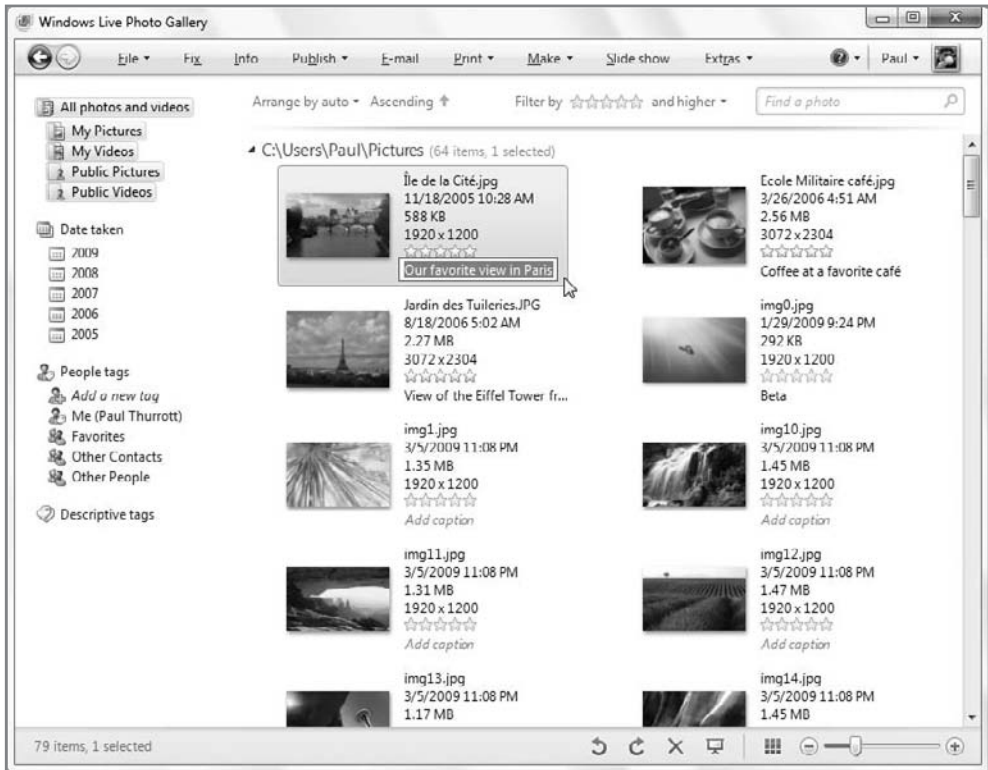 Windows Live Photo Gallery
File Fix Info Publish E-mail Print Make Slide show Extras Paul
All photos and videos
My Pictures
My Videos
Public Pictures
Public Videos
Date taken
2009
2008
2007
2006
2005
People tags
Add a new tag
Me (Paul Thurrott)
Favorites
Other Contacts
Other People
Descriptive tags
Arrange by auto Ascending Filter by and higher Find a photo
C:\Users\Paul\Pictures (64 items, 1 selected)
Île de la Cité.jpg
11/18/2005 10:28 AM
588 KB
1920 x 1200
Our favorite view in Paris
Ecole Militaire café.jpg
3/26/2006 4:51 AM
2.56 MB
3072 x 2304
Coffee at a favorite café
Jardin des Tuileries.JPG
8/18/2006 5:02 AM
2.27 MB
3072 x 2304
View of the Eiffel Tower fr...
img0.jpg
1/29/2009 9:24 PM
292 KB
1920 x 1200
Beta
img1.jpg
3/5/2009 11:08 PM
1.35 MB
1920 x 1200
Add caption
img10.jpg
3/5/2009 11:08 PM
1.45 MB
1920 x 1200
Add caption
img11.jpg
3/5/2009 11:08 PM
1.31 MB
1920 x 1200
Add caption
img12.jpg
3/5/2009 11:08 PM
1.47 MB
1920 x 1200
Add caption
img13.jpg
3/5/2009 11:08 PM
1.17 MB
img14.jpg
3/5/2009 11:08 PM
1.45 MB
79 items, 1 selected